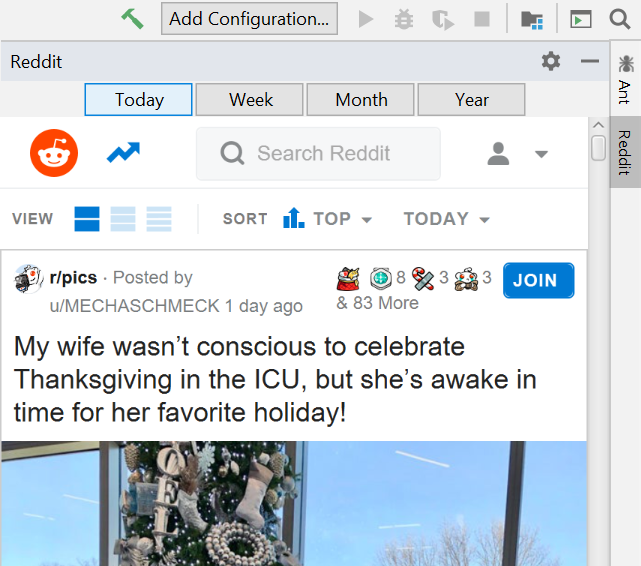 Add Configuration...
Reddit
Today Week Month Year
Search Reddit
VIEW SORT TOP TODAY
r/pics · Posted by
u/MECHASCHMECK 1 day ago
8 3 3
& 83 More
JOIN
My wife wasn’t conscious to celebrate
Thanksgiving in the ICU, but she’s awake in
time for her favorite holiday!
Ant
Reddit